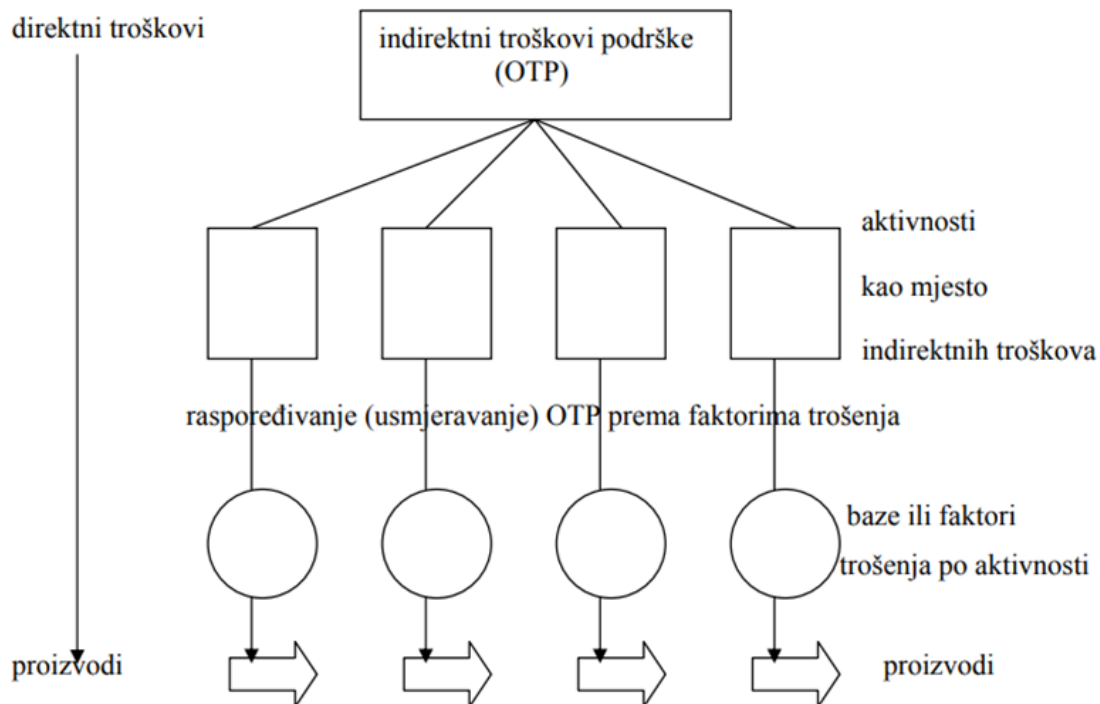 direktni troškovi
indirektni troškovi podrške
(OTP)
aktivnosti
kao mjesto
indirektnih troškova
raspoređivanje (usmjeravanje) OTP prema faktorima trošenja
baze ili faktori
trošenja po aktivnosti
proizvodi
proizvodi